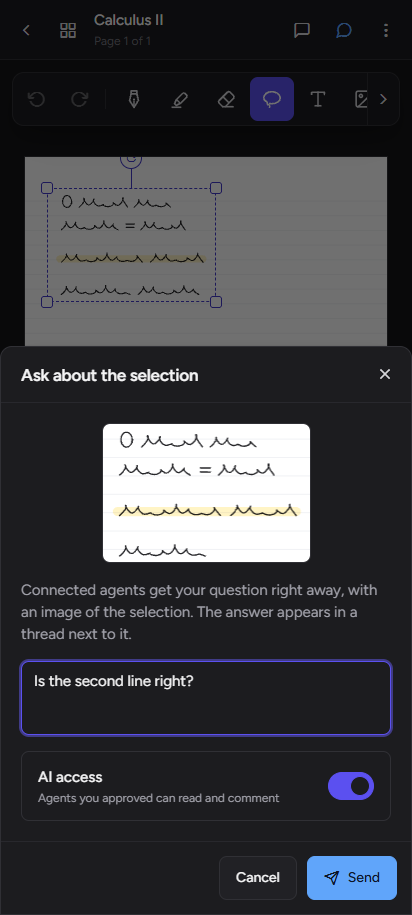 Calculus II
Page 1 of 1
T
Ask about the selection
=
Connected agents get your question right away, with
an image of the selection. The answer appears in a
thread next to it.
Is the second line right?
AI access
Agents you approved can read and comment
Cancel
Send